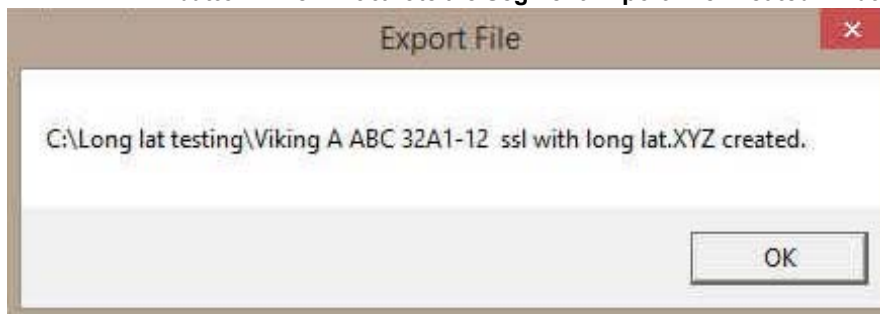 Export File
C:\Long lat testing\Viking A ABC 32A1-12  ssl with long lat.XYZ created.
OK